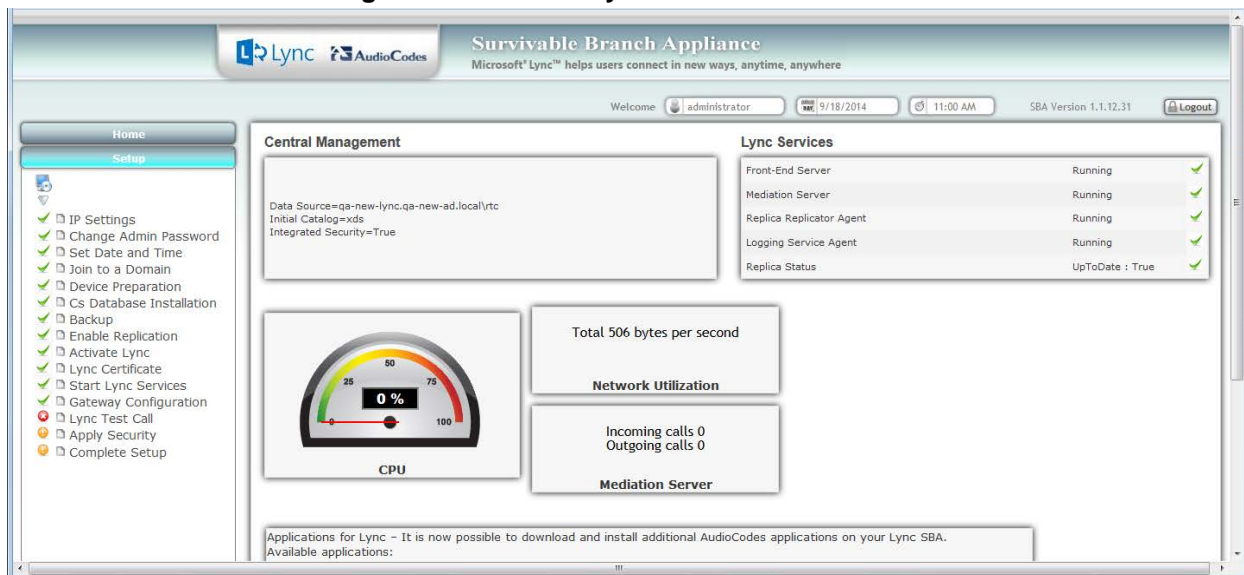 Lync AudioCodes
Survivable Branch Appliance
Microsoft® Lync™ helps users connect in new ways, anytime, anywhere
Welcome administrator 9/18/2014 11:00 AM SBA Version 1.1.12.31 Logout
Home
Setup
IP Settings
Change Admin Password
Set Date and Time
Join to a Domain
Device Preparation
Cs Database Installation
Backup
Enable Replication
Activate Lync
Lync Certificate
Start Lync Services
Gateway Configuration
Lync Test Call
Apply Security
Complete Setup
Central Management
Data Source=qa-new-lync.qa-new-ad.local\rtc
Initial Catalog=xds
Integrated Security=True
Lync Services
Front-End Server Running
Mediation Server Running
Replica Replicator Agent Running
Logging Service Agent Running
Replica Status UpToDate : True
50
25 75
0 %
0 100
CPU
Total 506 bytes per second
Network Utilization
Incoming calls 0
Outgoing calls 0
Mediation Server
Applications for Lync – It is now possible to download and install additional AudioCodes applications on your Lync SBA.
Available applications: